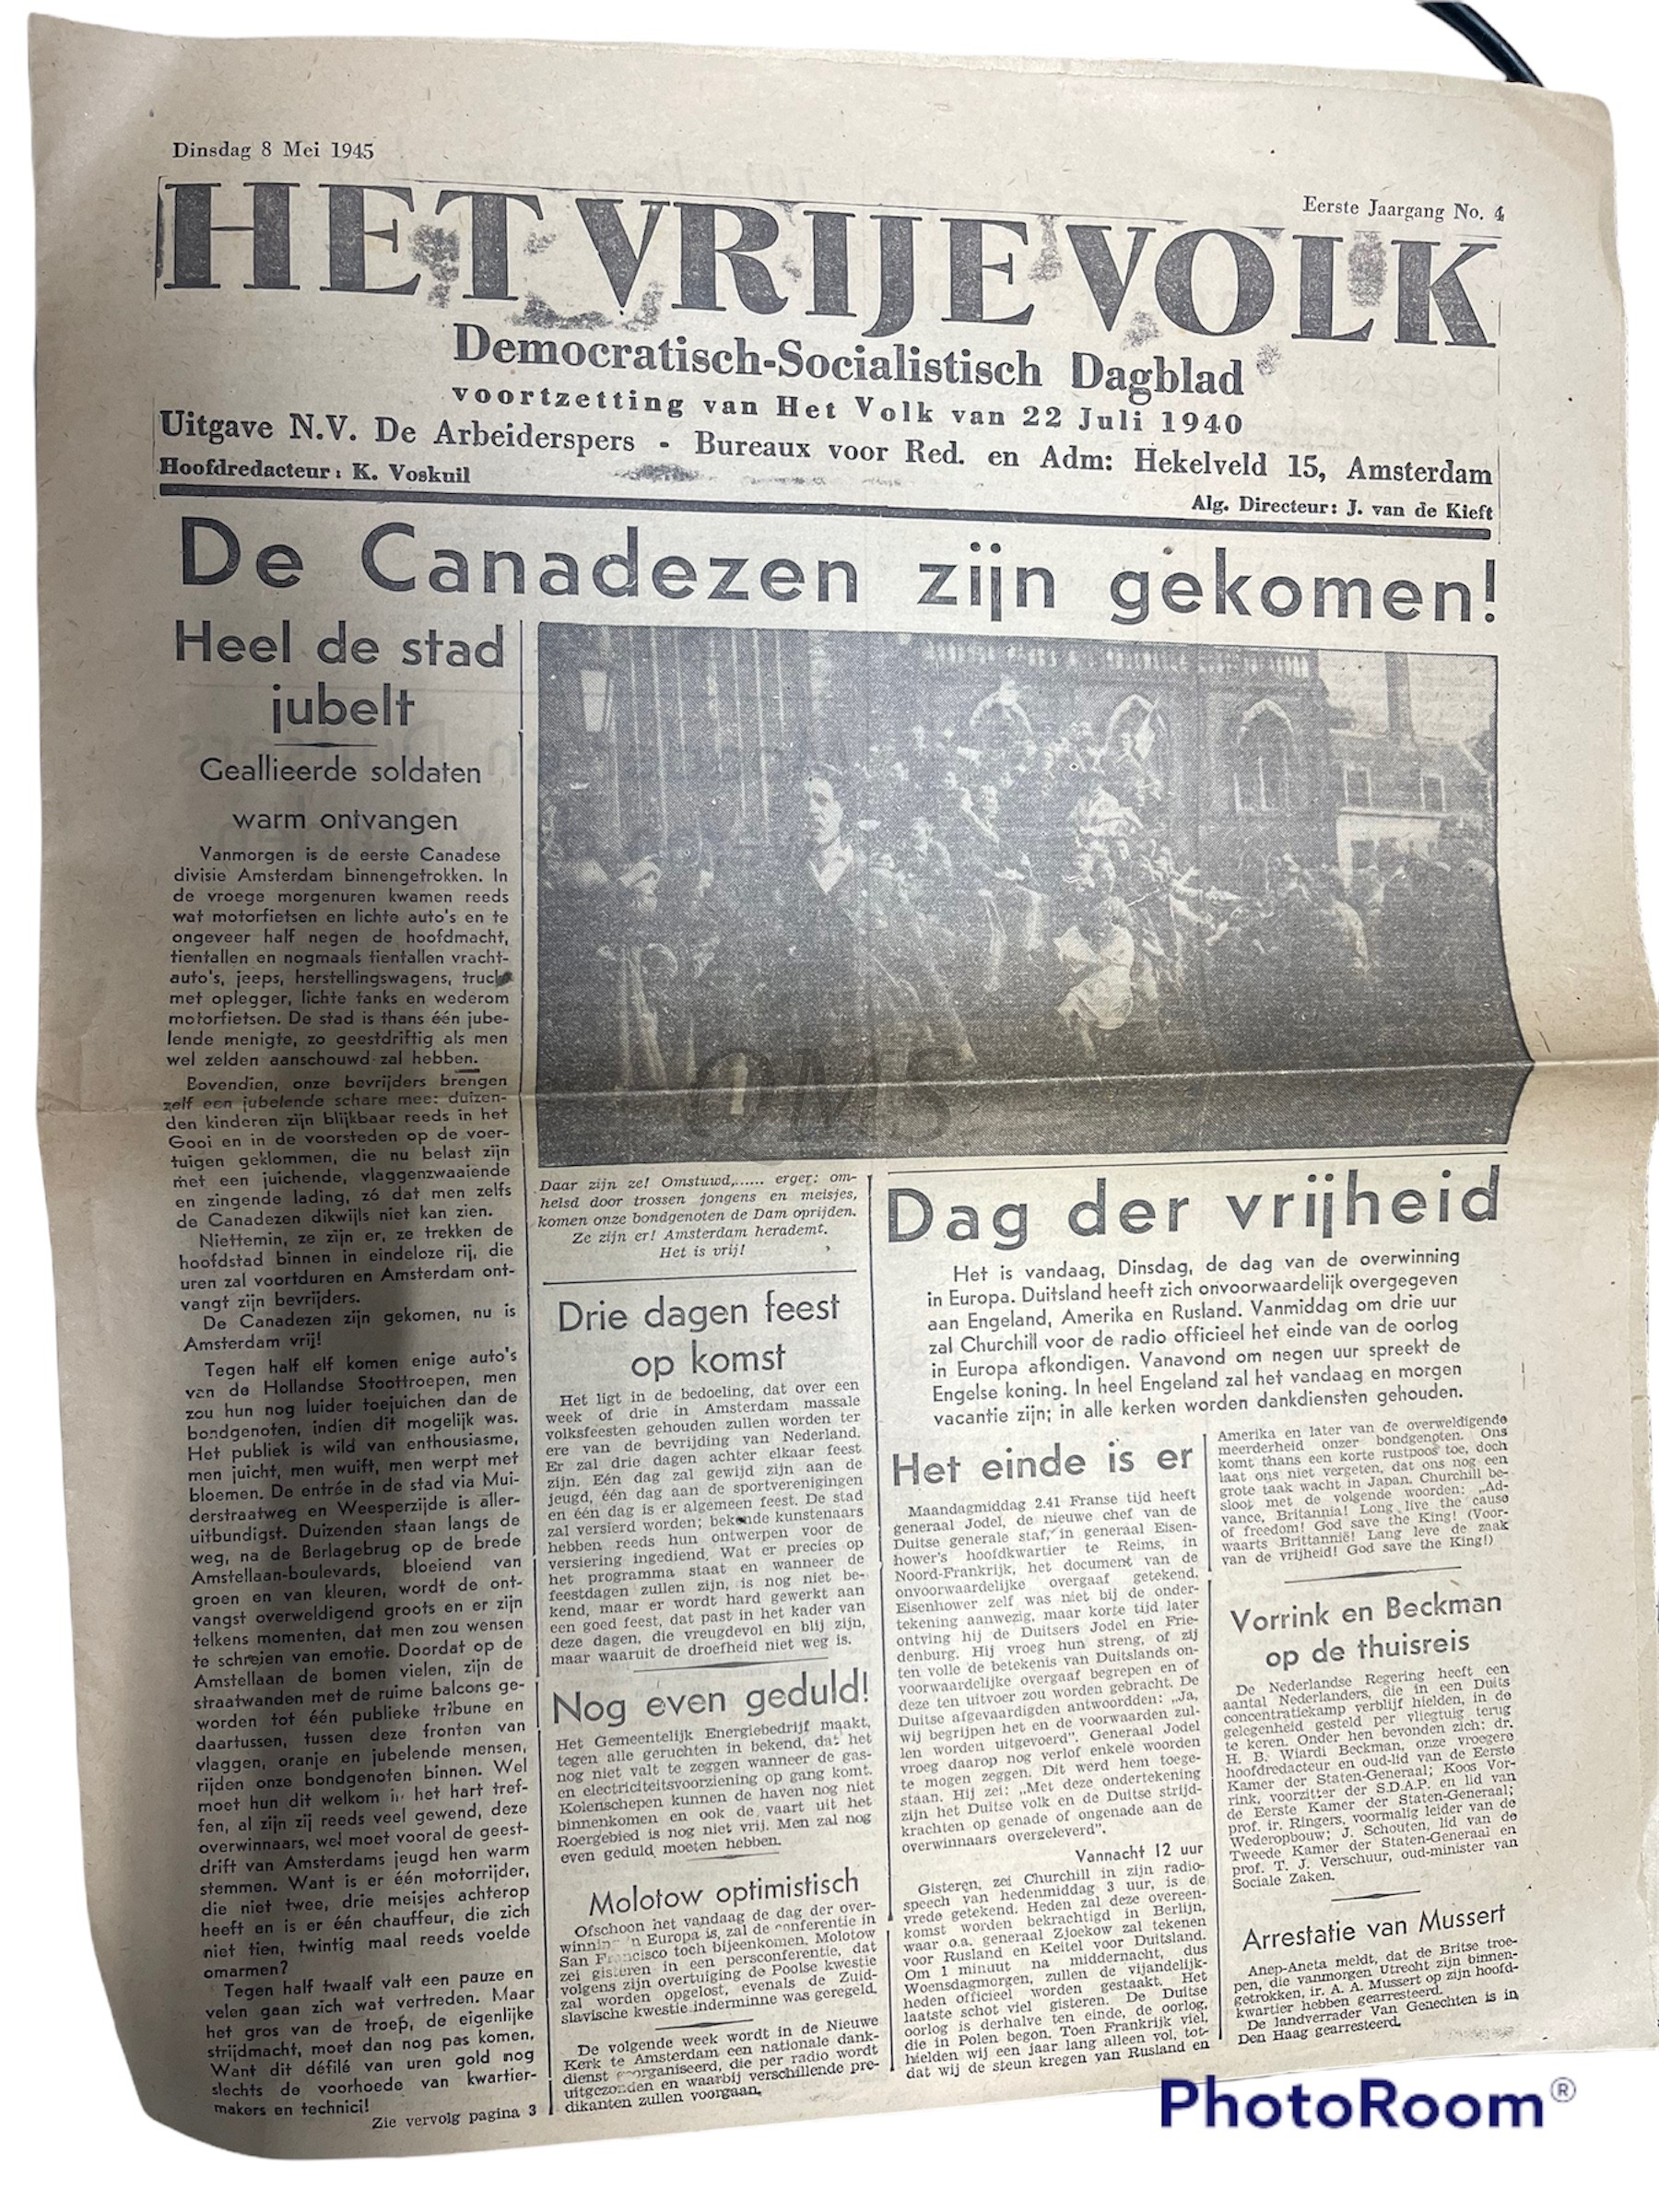 Dinsdag 8 Mei 1945
Eerste Jaargang No. 4
HET VRIJE VOLK
Democratisch-Socialistisch Dagblad
voortzetting van Het Volk van 22 Juli 1940
Uitgave N.V. De Arbeiderspers - Bureaux voor Red. en Adm: Hekelveld 15, Amsterdam
Hoofdredacteur: K. Voskuil
Alg. Directeur: J. van de Kieft
De Canadezen zijn gekomen!
Heel de stad
jubelt
Geallieerde soldaten
warm ontvangen
Vanmorgen is de eerste Canadese
divisie Amsterdam binnengetrokken. In
de vroege morgenuren kwamen reeds
wat motorfietsen en lichte auto's en te
ongeveer half negen de hoofdmacht,
tientallen en nogmaals tientallen vracht-
auto's, jeeps, herstellingswagens, trucks
met oplegger, lichte tanks en wederom
motorfietsen. De stad is thans één jube-
lende menigte, zo geestdriftig als men
wel zelden aanschouwd zal hebben.
Bovendien, onze bevrijders brengen
zelf een jubelende schare mee: duizen-
den kinderen zijn blijkbaar reeds in het
Gooi en in de voorsteden op de voer-
tuigen geklommen, die nu belast zijn
met een juichende, vlaggenzwaaiende
en zingende lading, zó dat men zelfs
de Canadezen dikwijls niet kan zien.
Niettemin, ze zijn er, ze trekken de
hoofdstad binnen in eindeloze rij, die
uren zal voortduren en Amsterdam ont-
vangt zijn bevrijders.
De Canadezen zijn gekomen, nu is
Amsterdam vrij!
Tegen half elf komen enige auto's
van de Hollandse Stoottroepen, men
zou hun nog luider toejuichen dan de
bondgenoten, indien dit mogelijk was.
Het publiek is wild van enthousiasme,
men juicht, men wuift, men werpt met
bloemen. De entrée in de stad via Mui-
derstraatweg en Weesperzijde is aller-
uitbundigst. Duizenden staan langs de
weg, na de Berlagebrug op de brede
Amstellaan-boulevards, bloeiend van
groen en van kleuren, wordt de ont-
vangst overweldigend groots en er zijn
telkens momenten, dat men zou wensen
te schreien van emotie. Doordat op de
Amstellaan de bomen vielen, zijn de
straatwanden met de ruime balcons ge-
worden tot één publieke tribune en
daartussen, tussen deze fronten van
vlaggen, oranje en jubelende mensen,
rijden onze bondgenoten binnen. Wel
moet hun dit welkom in het hart tref-
fen, al zijn zij reeds veel gewend, deze
overwinnaars, wel moet vooral de geest-
drift van Amsterdams jeugd hen warm
stemmen. Want is er één motorrijder,
die niet twee, drie meisjes achterop
heeft en is er één chauffeur, die zich
niet tien, twintig maal reeds voelde
omarmen?
Tegen half twaalf valt een pauze en
velen gaan zich wat vertreden. Maar
het gros van de troep, de eigenlijke
strijdmacht, moet dan nog pas komen,
Want dit défilé van uren gold nog
slechts de voorhoede van kwartier-
makers en technici!
Zie vervolg pagina 3
OMS
Daar zijn ze! Omstuwd,...... erger: om-
helsd door trossen jongens en meisjes,
komen onze bondgenoten de Dam oprijden.
Ze zijn er! Amsterdam herademt.
Het is vrij!
Drie dagen feest
op komst
Het ligt in de bedoeling, dat over een
week of drie in Amsterdam massale
volksfeesten gehouden zullen worden ter
ere van de bevrijding van Nederland.
Er zal drie dagen achter elkaar feest
zijn. Eén dag zal gewijd zijn aan de
jeugd, één dag aan de sportverenigingen
en één dag is er algemeen feest. De stad
zal versierd worden; bekende kunstenaars
hebben reeds hun ontwerpen voor de
versiering ingediend. Wat er precies op
het programma staat en wanneer de
feestdagen zullen zijn, is nog niet be-
kend, maar er wordt hard gewerkt aan
een goed feest, dat past in het kader van
deze dagen, die vreugdevol en blij zijn,
maar waaruit de droefheid niet weg is.
Nog even geduld!
Het Gemeentelijk Energiebedrijf maakt,
tegen alle geruchten in bekend, dat het
nog niet valt te zeggen wanneer de gas-
en electriciteitsvoorziening op gang komt.
Kolenschepen kunnen de haven nog niet
binnenkomen en ook de vaart uit het
Roergebied is nog niet vrij. Men zal nog
even geduld moeten hebben.
Molotow optimistisch
Ofschoon het vandaag de dag der over-
winning in Europa is, zal de conferentie in
San Francisco toch bijeenkomen. Molotow
zei gisteren in een persconferentie, dat
volgens zijn overtuiging de Poolse kwestie
zal worden opgelost, evenals de Zuid-
slavische kwestie inderminne was geregeld.
De volgende week wordt in de Nieuwe
Kerk te Amsterdam een nationale dank-
dienst georganiseerd, die per radio wordt
uitgezonden en waarbij verschillende pre-
dikanten zullen voorgaan.
Dag der vrijheid
Het is vandaag, Dinsdag, de dag van de overwinning
in Europa. Duitsland heeft zich onvoorwaardelijk overgegeven
aan Engeland, Amerika en Rusland. Vanmiddag om drie uur
zal Churchill voor de radio officieel het einde van de oorlog
in Europa afkondigen. Vanavond om negen uur spreekt de
Engelse koning. In heel Engeland zal het vandaag en morgen
vacantie zijn; in alle kerken worden dankdiensten gehouden.
Het einde is er
Maandagmiddag 2.41 Franse tijd heeft
generaal Jodel, de nieuwe chef van de
Duitse generale staf, in generaal Eisen-
hower's hoofdkwartier te Reims, in
Noord-Frankrijk, het document van de
onvoorwaardelijke overgaaf getekend.
Eisenhower zelf was niet bij de onder-
tekening aanwezig, maar korte tijd later
ontving hij de Duitsers Jodel en Frie-
denburg. Hij vroeg hun streng, of zij
ten volle de betekenis van Duitslands on-
voorwaardelijke overgaaf begrepen en of
deze ten uitvoer zou worden gebracht. De
Duitse afgevaardigden antwoordden: „Ja,
wij begrijpen het en de voorwaarden zul-
len worden uitgevoerd". Generaal Jodel
vroeg daarop nog verlof enkele woorden
te mogen zeggen. Dit werd hem toege-
staan. Hij zei: „Met deze ondertekening
zijn het Duitse volk en de Duitse strijd-
krachten op genade of ongenade aan de
overwinnaars overgeleverd".
Vannacht 12 uur
Gisteren, zei Churchill in zijn radio-
speech van hedenmiddag 3 uur, is de
vrede getekend. Heden zal deze overeen-
komst worden bekrachtigd in Berlijn,
waar o.a. generaal Zjoekow zal tekenen
voor Rusland en Keitel voor Duitsland.
Om 1 minuut na middernacht, dus
Woensdagmorgen, zullen de vijandelijk-
heden officieel worden gestaakt. Het
laatste schot viel gisteren. De Duitse
oorlog is derhalve ten einde, de oorlog,
die in Polen begon. Toen Frankrijk viel,
hielden wij een jaar lang alleen vol, tot-
dat wij de steun kregen van Rusland en
Amerika en later van de overweldigende
meerderheid onzer bondgenoten. Ons
komt thans een korte rustpoos toe, doch
laat ons niet vergeten, dat ons nog een
grote taak wacht in Japan. Churchill be-
sloot met de volgende woorden: „Ad-
vance, Britannia! Long live the cause
of freedom! God save the King! (Voor-
waarts Brittannië! Lang leve de zaak
van de vrijheid! God save the King!)
Vorrink en Beckman
op de thuisreis
De Nederlandse Regering heeft een
aantal Nederlanders, die in een Duits
concentratiekamp verblijf hielden, in de
gelegenheid gesteld per vliegtuig terug
te keren. Onder hen bevonden zich: dr.
H. B. Wiardi Beckman, onze vroegere
hoofdredacteur en oud-lid van de Eerste
Kamer der Staten-Generaal; Koos Vor-
rink, voorzitter der S.D.A.P. en lid van
de Eerste Kamer der Staten-Generaal;
prof. ir. Ringers, voormalig leider van de
Wederopbouw; J. Schouten, lid van de
Tweede Kamer der Staten-Generaal en
prof. T. J. Verschuur, oud-minister van
Sociale Zaken.
Arrestatie van Mussert
Anep-Aneta meldt, dat de Britse troe-
pen, die vanmorgen Utrecht zijn binnen-
getrokken, ir. A. A. Mussert op zijn hoofd-
kwartier hebben gearresteerd.
De landverrader Van Genechten is in
Den Haag gearresteerd.
PhotoRoom®